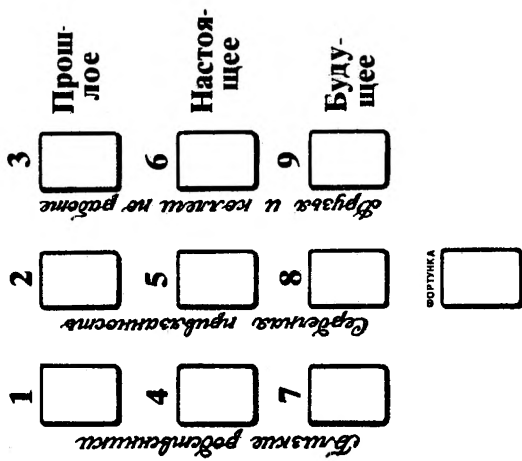 1 2 3
Прош-
лое
4 5 6
Настоя-
щее
7 8 9
Буду-
щее
Близкие родственники
Сердечная привязанность
Друзья и коллеги по работе
ФОРТУНКА